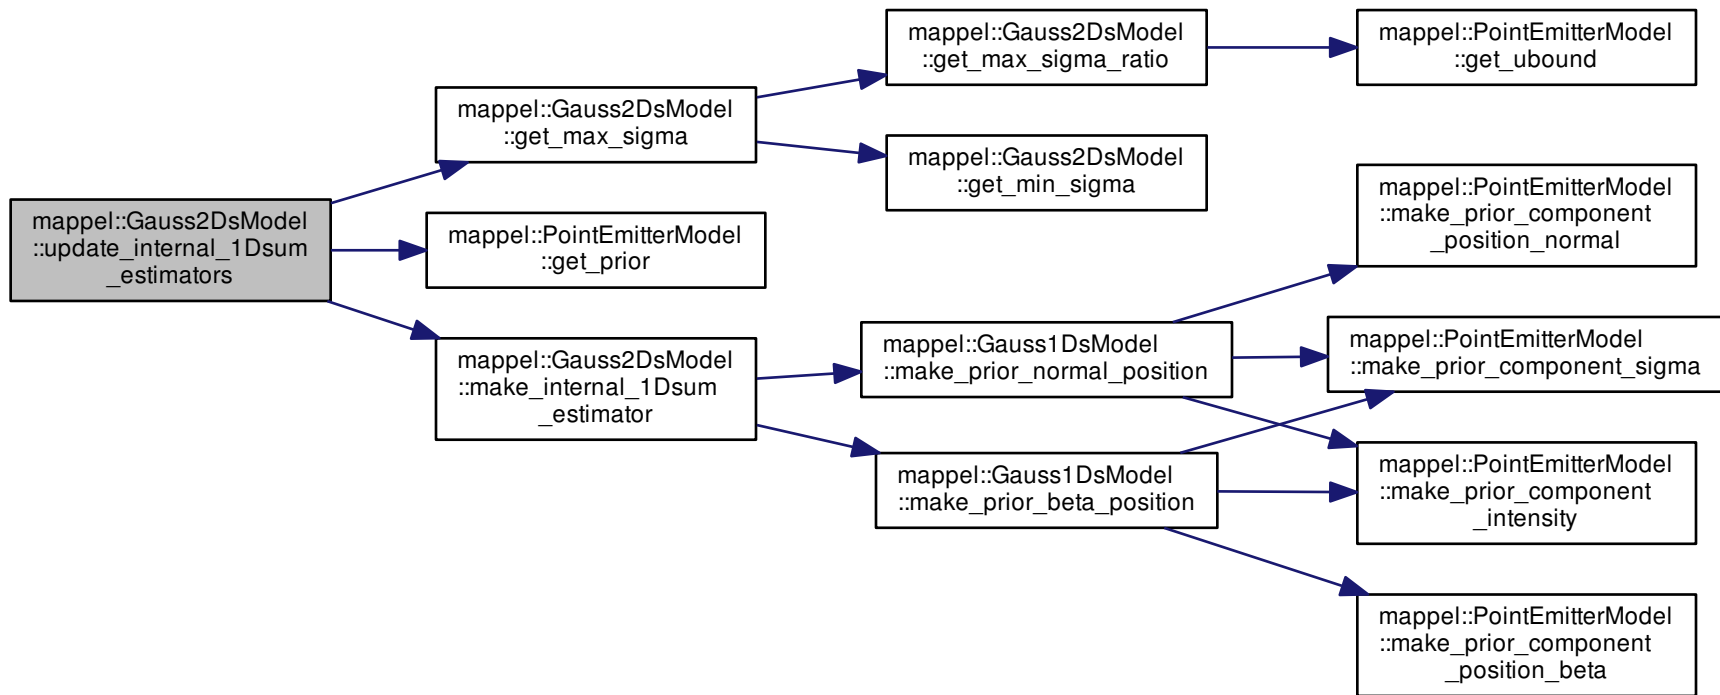 mappel::Gauss2DsModel
::update_internal_1Dsum
_estimators
mappel::Gauss2DsModel
::get_max_sigma
mappel::PointEmitterModel
::get_prior
mappel::Gauss2DsModel
::make_internal_1Dsum
_estimator
mappel::Gauss2DsModel
::get_max_sigma_ratio
mappel::Gauss2DsModel
::get_min_sigma
mappel::Gauss1DsModel
::make_prior_normal_position
mappel::Gauss1DsModel
::make_prior_beta_position
mappel::PointEmitterModel
::get_ubound
mappel::PointEmitterModel
::make_prior_component
_position_normal
mappel::PointEmitterModel
::make_prior_component_sigma
mappel::PointEmitterModel
::make_prior_component
_intensity
mappel::PointEmitterModel
::make_prior_component
_position_beta